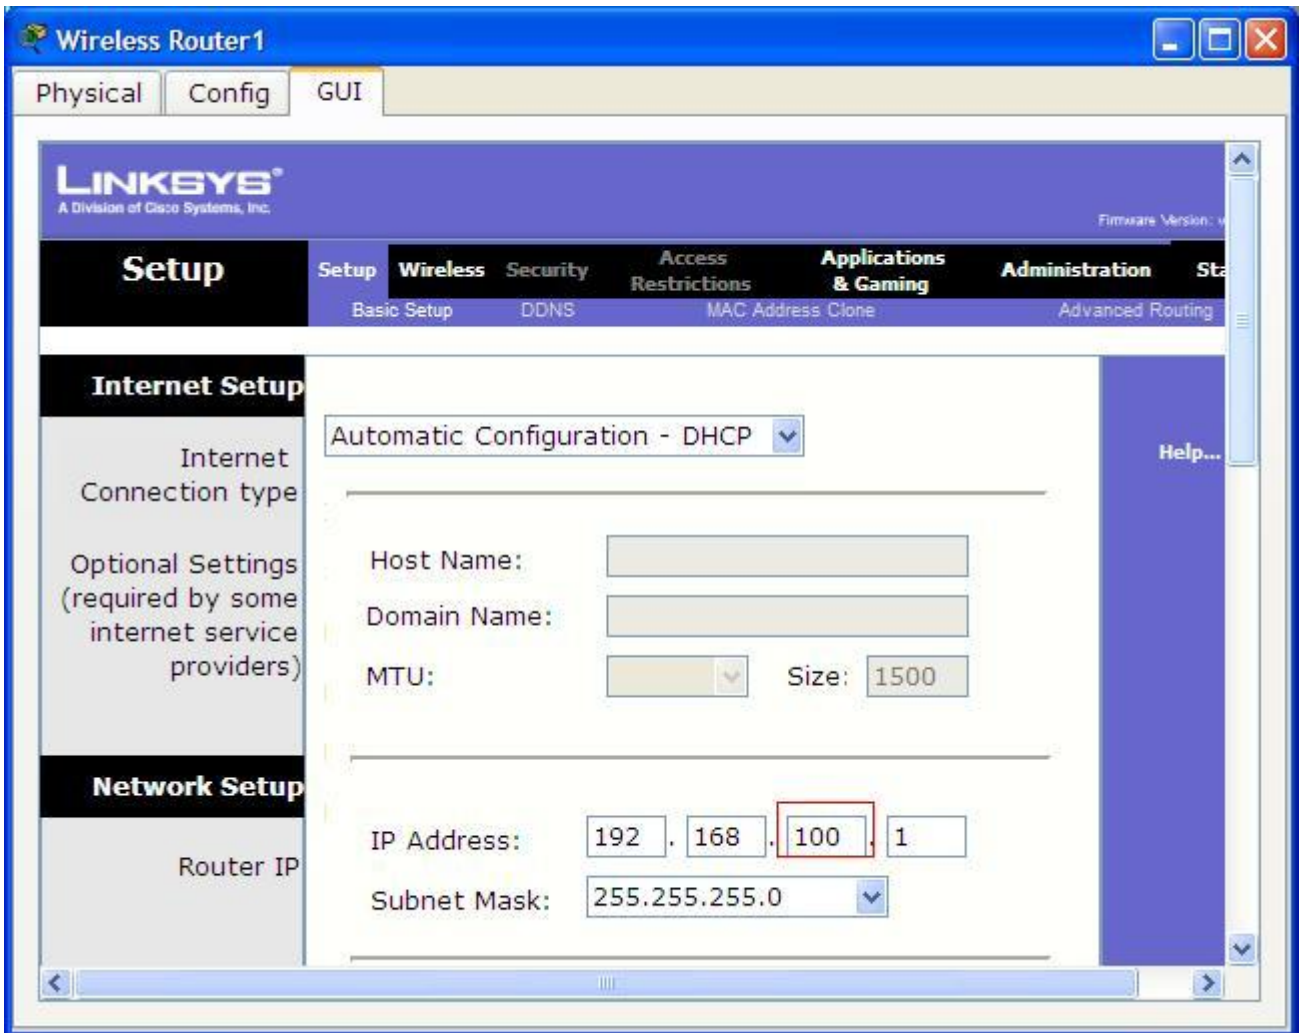 Wireless Router1
Physical Config GUI
LINKSYS®
A Division of Cisco Systems, Inc.
Firmware Version: v
Setup
Setup Wireless Security Access Restrictions Applications & Gaming Administration Sta
Basic Setup DDNS MAC Address Clone Advanced Routing
Internet Setup
Automatic Configuration - DHCP
Internet
Connection type
Help...
Optional Settings
(required by some
internet service
providers)
Host Name:
Domain Name:
MTU: Size: 1500
Network Setup
Router IP
IP Address: 192 . 168 . 100 . 1
Subnet Mask: 255.255.255.0